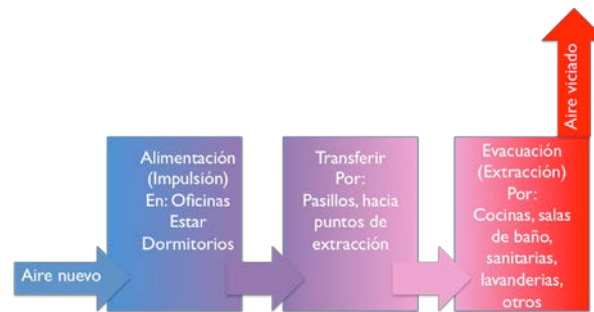 Aire nuevo
Alimentación
(Impulsión)
En: Oficinas
Estar
Dormitorios
Transferir
Por:
Pasillos, hacia
puntos de
extracción
Evacuación
(Extracción)
Por:
Cocinas, salas
de baño,
sanitarias,
lavanderias,
otros
Aire viciado